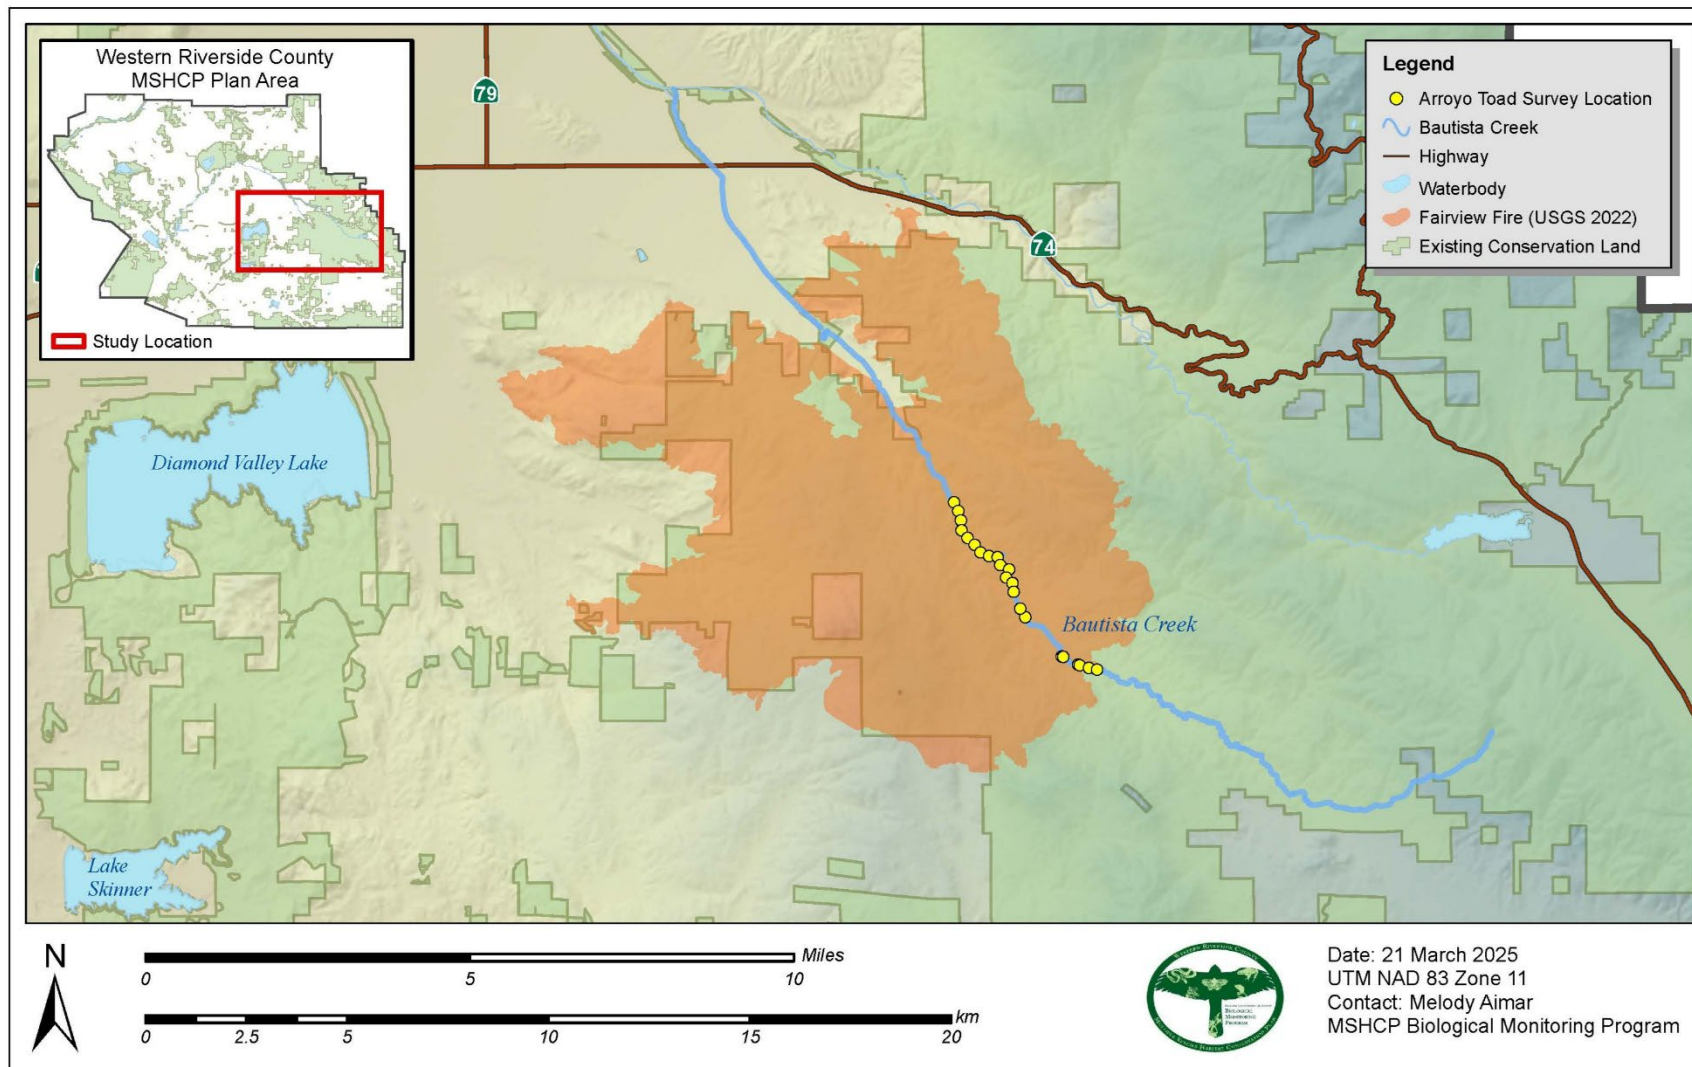 Western Riverside County
MSHCP Plan Area
Study Location
79
74
Legend
Arroyo Toad Survey Location
Bautista Creek
Highway
Waterbody
Fairview Fire (USGS 2022)
Existing Conservation Land
Diamond Valley Lake
Bautista Creek
Lake
Skinner
N
Miles
0
5
10
km
0
2.5
5
10
15
20
BIOLOGICAL
MONITORING
PROGRAM
Date: 21 March 2025
UTM NAD 83 Zone 11
Contact: Melody Aimar
MSHCP Biological Monitoring Program